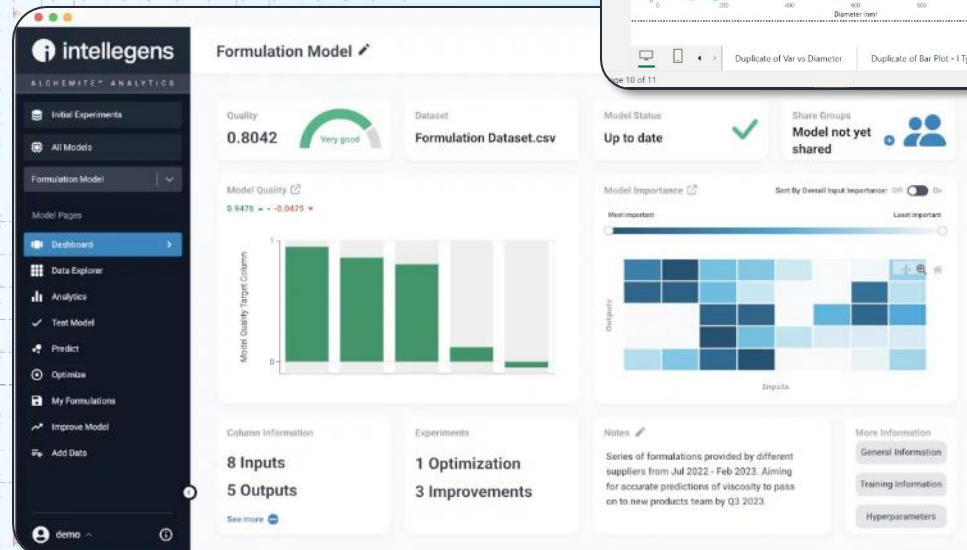 0
200
400
600
800
Diameter (nm)
Duplicate of Var vs Diameter
Duplicate of Bar Plot - I Ty
ge 10 of 11
intellegens
ALCHEMITE™ ANALYTICS
Initial Experiments
All Models
Formulation Model
Model Pages
Dashboard
Data Explorer
Analytics
Test Model
Predict
Optimize
My Formulations
Improve Model
Add Data
demo
Formulation Model
Quality
0.8042
Very good
Dataset
Formulation Dataset.csv
Model Status
Up to date
Share Groups
Model not yet
shared
Model Quality
0.9476 - -0.0475
1
0
Model Quality Target Column
Model Importance
Sort By Overall Input Importance: Off On
Most important
Least important
Outputs
Inputs
Column Information
8 Inputs
5 Outputs
See more
Experiments
1 Optimization
3 Improvements
Notes
Series of formulations provided by different
suppliers from Jul 2022 - Feb 2023. Aiming
for accurate predictions of viscosity to pass
on to new products team by Q3 2023.
More Information
General Information
Training Information
Hyperparameters